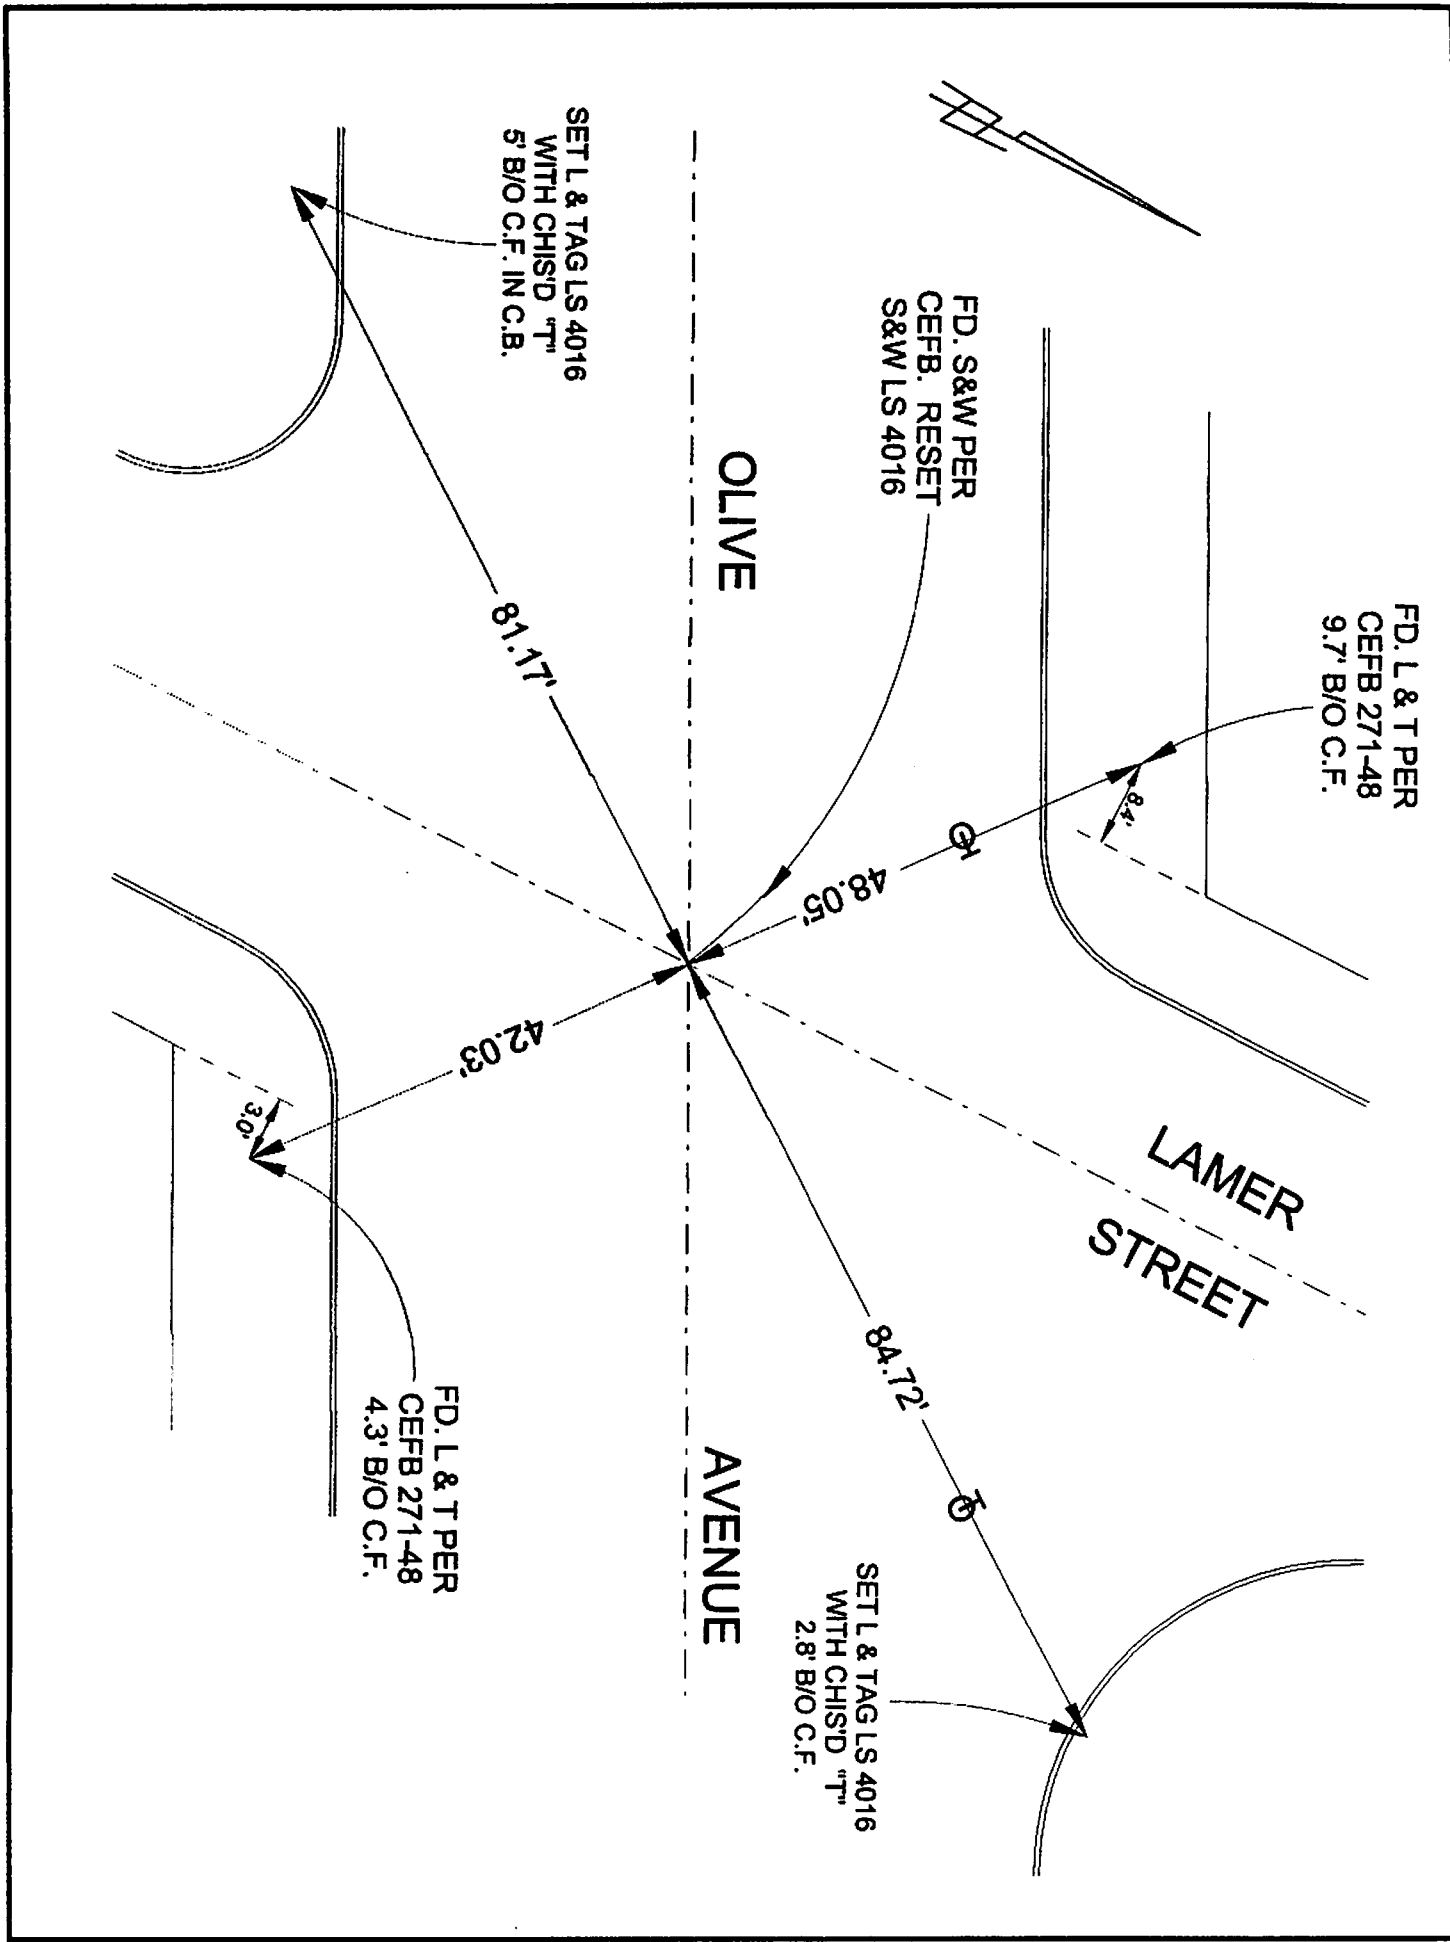 FD. L & T PER
CEFB 271-48
9.7' B/O C.F.
8.4'
LAMER
STREET
FD. S&W PER
CEFB. RESET
S&W LS 4016
48.05'
84.72'
SET L & TAG LS 4016
WITH CHIS'D "T"
2.8' B/O C.F.
OLIVE
AVENUE
SET L & TAG LS 4016
WITH CHIS'D "T"
5' B/O C.F. IN C.B.
81.17'
42.03'
3.0'
FD. L & T PER
CEFB 271-48
4.3' B/O C.F.